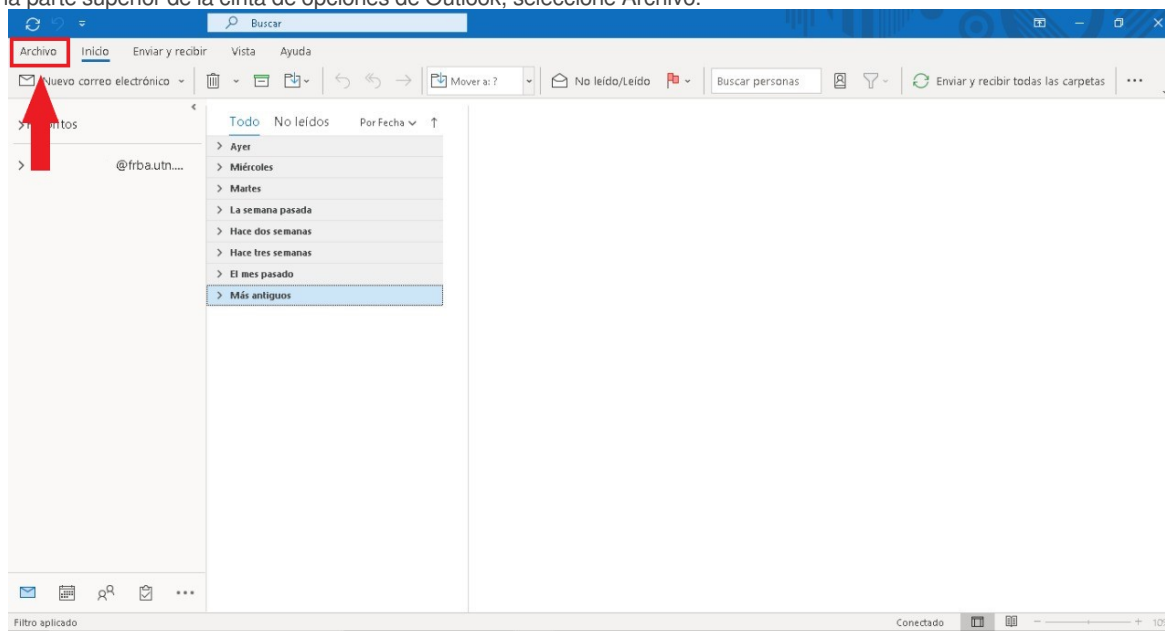 la parte superior de la cinta de opciones de Outlook, seleccione Archivo.
Buscar
Archivo Inicio Enviar y recibir Vista Ayuda
Nuevo correo electrónico Mover a: ? No leído/Leído Buscar personas Enviar y recibir todas las carpetas
Todo No leídos Por Fecha
@frba.utn....
Ayer
Miércoles
Martes
La semana pasada
Hace dos semanas
Hace tres semanas
El mes pasado
Más antiguos
Filtro aplicado Conectado